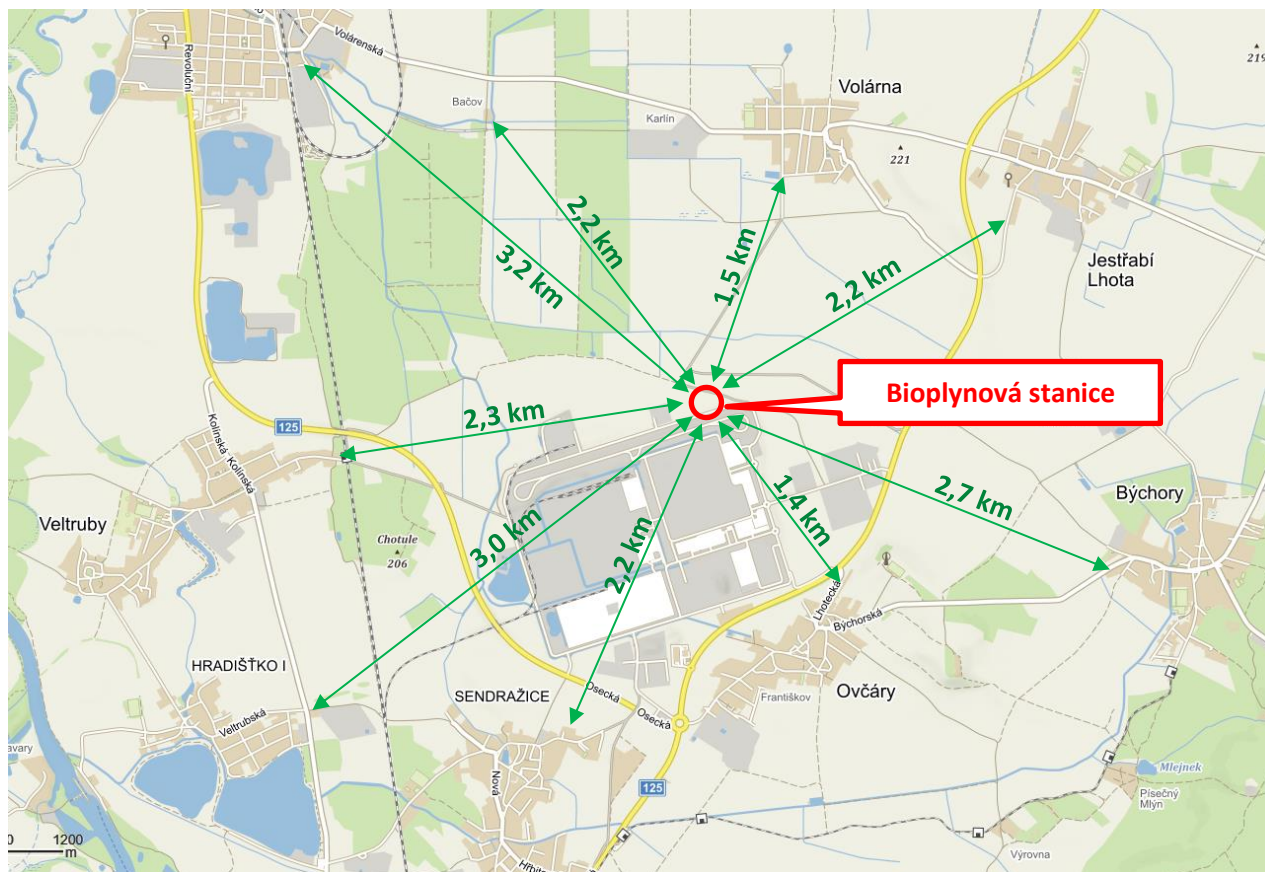 Volárenská
Revoluční
219
Volárna
Bačov
Karlín
221
2,2 km
3,2 km
1,5 km
2,2 km
Jestřabí
Lhota
Bioplynová stanice
2,3 km
125
Kolínská
Kolínská
Veltruby
Chotule
206
3,0 km
2,2 km
1,4 km
2,7 km
Býchory
Lhotecká
Býchorská
HRADIŠŤKO I
Veltrubská
SENDRAŽICE
Osecká
Osecká
Františkov
Ovčáry
Nová
125
Mlejnek
Písečný
Mlýn
Výrovna
1200
m